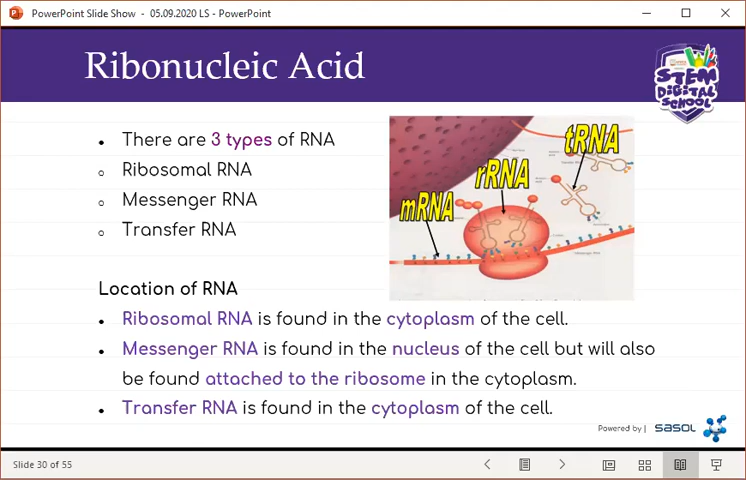 PowerPoint Slide Show - 05.09.2020 LS - PowerPoint
Ribonucleic Acid
STEM
DIGITAL
SCHOOL
• There are 3 types of RNA
o Ribosomal RNA
o Messenger RNA
o Transfer RNA
tRNA
rRNA
mRNA
Location of RNA
• Ribosomal RNA is found in the cytoplasm of the cell.
• Messenger RNA is found in the nucleus of the cell but will also
be found attached to the ribosome in the cytoplasm.
• Transfer RNA is found in the cytoplasm of the cell.
Powered by | sasol
Slide 30 of 55